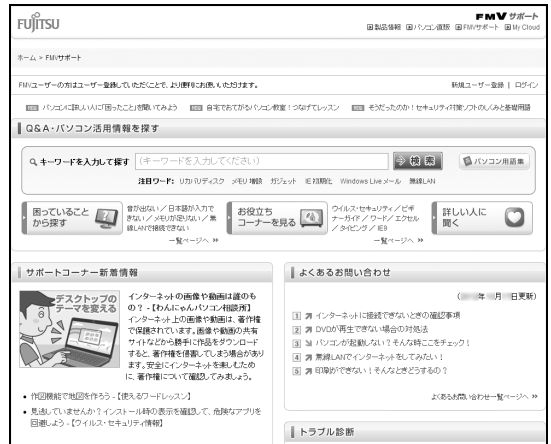 FUJITSU
FMVサポート
製品情報 パソコン直販 FMVサポート My Cloud
ホーム > FMVサポート
FMVユーザーの方はユーザー登録していただくことで、より便利にお使いいただけます。
新規ユーザー登録 | ログイン
パソコンに詳しい人に「困ったこと」を聞いてみよう
自宅でおてがるパソコン教室!つなげてレッスン
そうだったのか!セキュリティ対策ソフトのしくみと基礎用語
Q&A・パソコン活用情報を探す
キーワードを入力して探す
(キーワードを入力してください)
検索
パソコン用語集
注目ワード: リカバリディスク メモリ増設 ガジェット IE初期化 Windows Liveメール 無線LAN
困っていること
から探す
音が出ない/日本語が入力で
きない/メモリが足りない/無
線LANで接続できない
一覧ページへ »
お役立ち
コーナーを見る
ウイルス・セキュリティ/ビギ
ナーガイド/ワード/エクセル
/タイピング/IE8
一覧ページへ »
詳しい人に
聞く
サポートコーナー新着情報
デスクトップの
テーマを変える
インターネットの画像や動画は誰のも
の? -【わんにゃんパソコン相談所】
インターネット上の画像や動画は、著作権
で保護されています。画像や動画の共有
サイトなどから勝手に作品をダウンロード
すると、著作権を侵害してしまう場合があり
ます。安全にインターネットを楽しむため
に、著作権について確認してみましょう。
• 作図機能で地図を作ろう -【使えるワードレッスン】
• 見逃していませんか?インストール時の表示を確認して、危険なアプリを
回避しよう -【ウイルス・セキュリティ情報】
よくあるお問い合わせ
( 年 月 日更新)
1 インターネットに接続できないときの確認事項
2 DVDが再生できない場合の対処法
3 パソコンが起動しない?そんな時ここをチェック!
4 無線LANでインターネットをしてみたい!
5 印刷ができない!そんなときどうするの?
よくあるお問い合わせ一覧ページへ »
トラブル診断